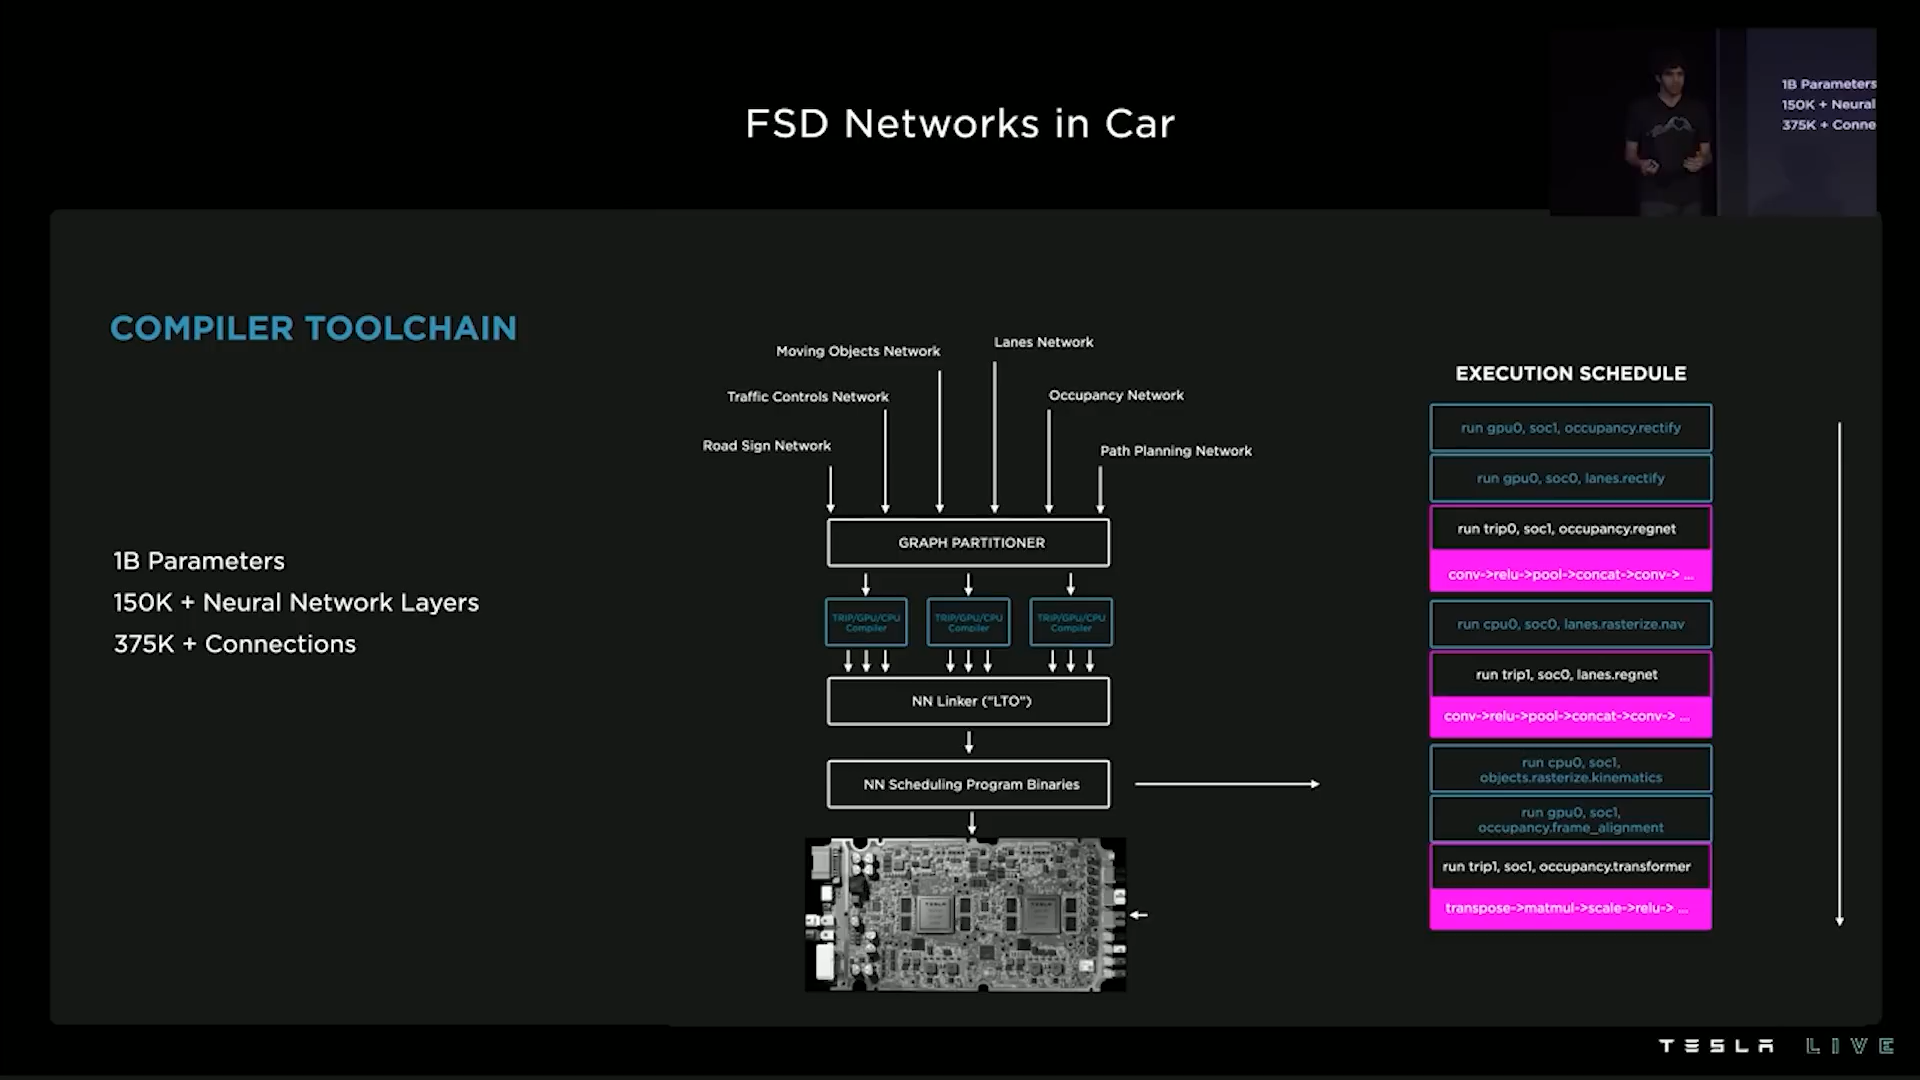 FSD Networks in Car
1B Parameters
150K + Neural
375K + Conne
COMPILER TOOLCHAIN
1B Parameters
150K + Neural Network Layers
375K + Connections
Moving Objects Network
Lanes Network
Traffic Controls Network
Occupancy Network
Road Sign Network
Path Planning Network
GRAPH PARTITIONER
TRIP/GPU/CPU
Compiler
TRIP/GPU/CPU
Compiler
TRIP/GPU/CPU
Compiler
NN Linker ("LTO")
NN Scheduling Program Binaries
EXECUTION SCHEDULE
run gpu0, soc1, occupancy.rectify
run gpu0, soc0, lanes.rectify
run trip0, soc1, occupancy.regnet
conv->relu->pool->concat->conv-> ...
run cpu0, soc0, lanes.rasterize.nav
run trip1, soc0, lanes.regnet
conv->relu->pool->concat->conv-> ...
run cpu0, soc1,
objects.rasterize.kinematics
run gpu0, soc1,
occupancy.frame_alignment
run trip1, soc1, occupancy.transformer
transpose->matmul->scale->relu-> ...
TESLA LIVE